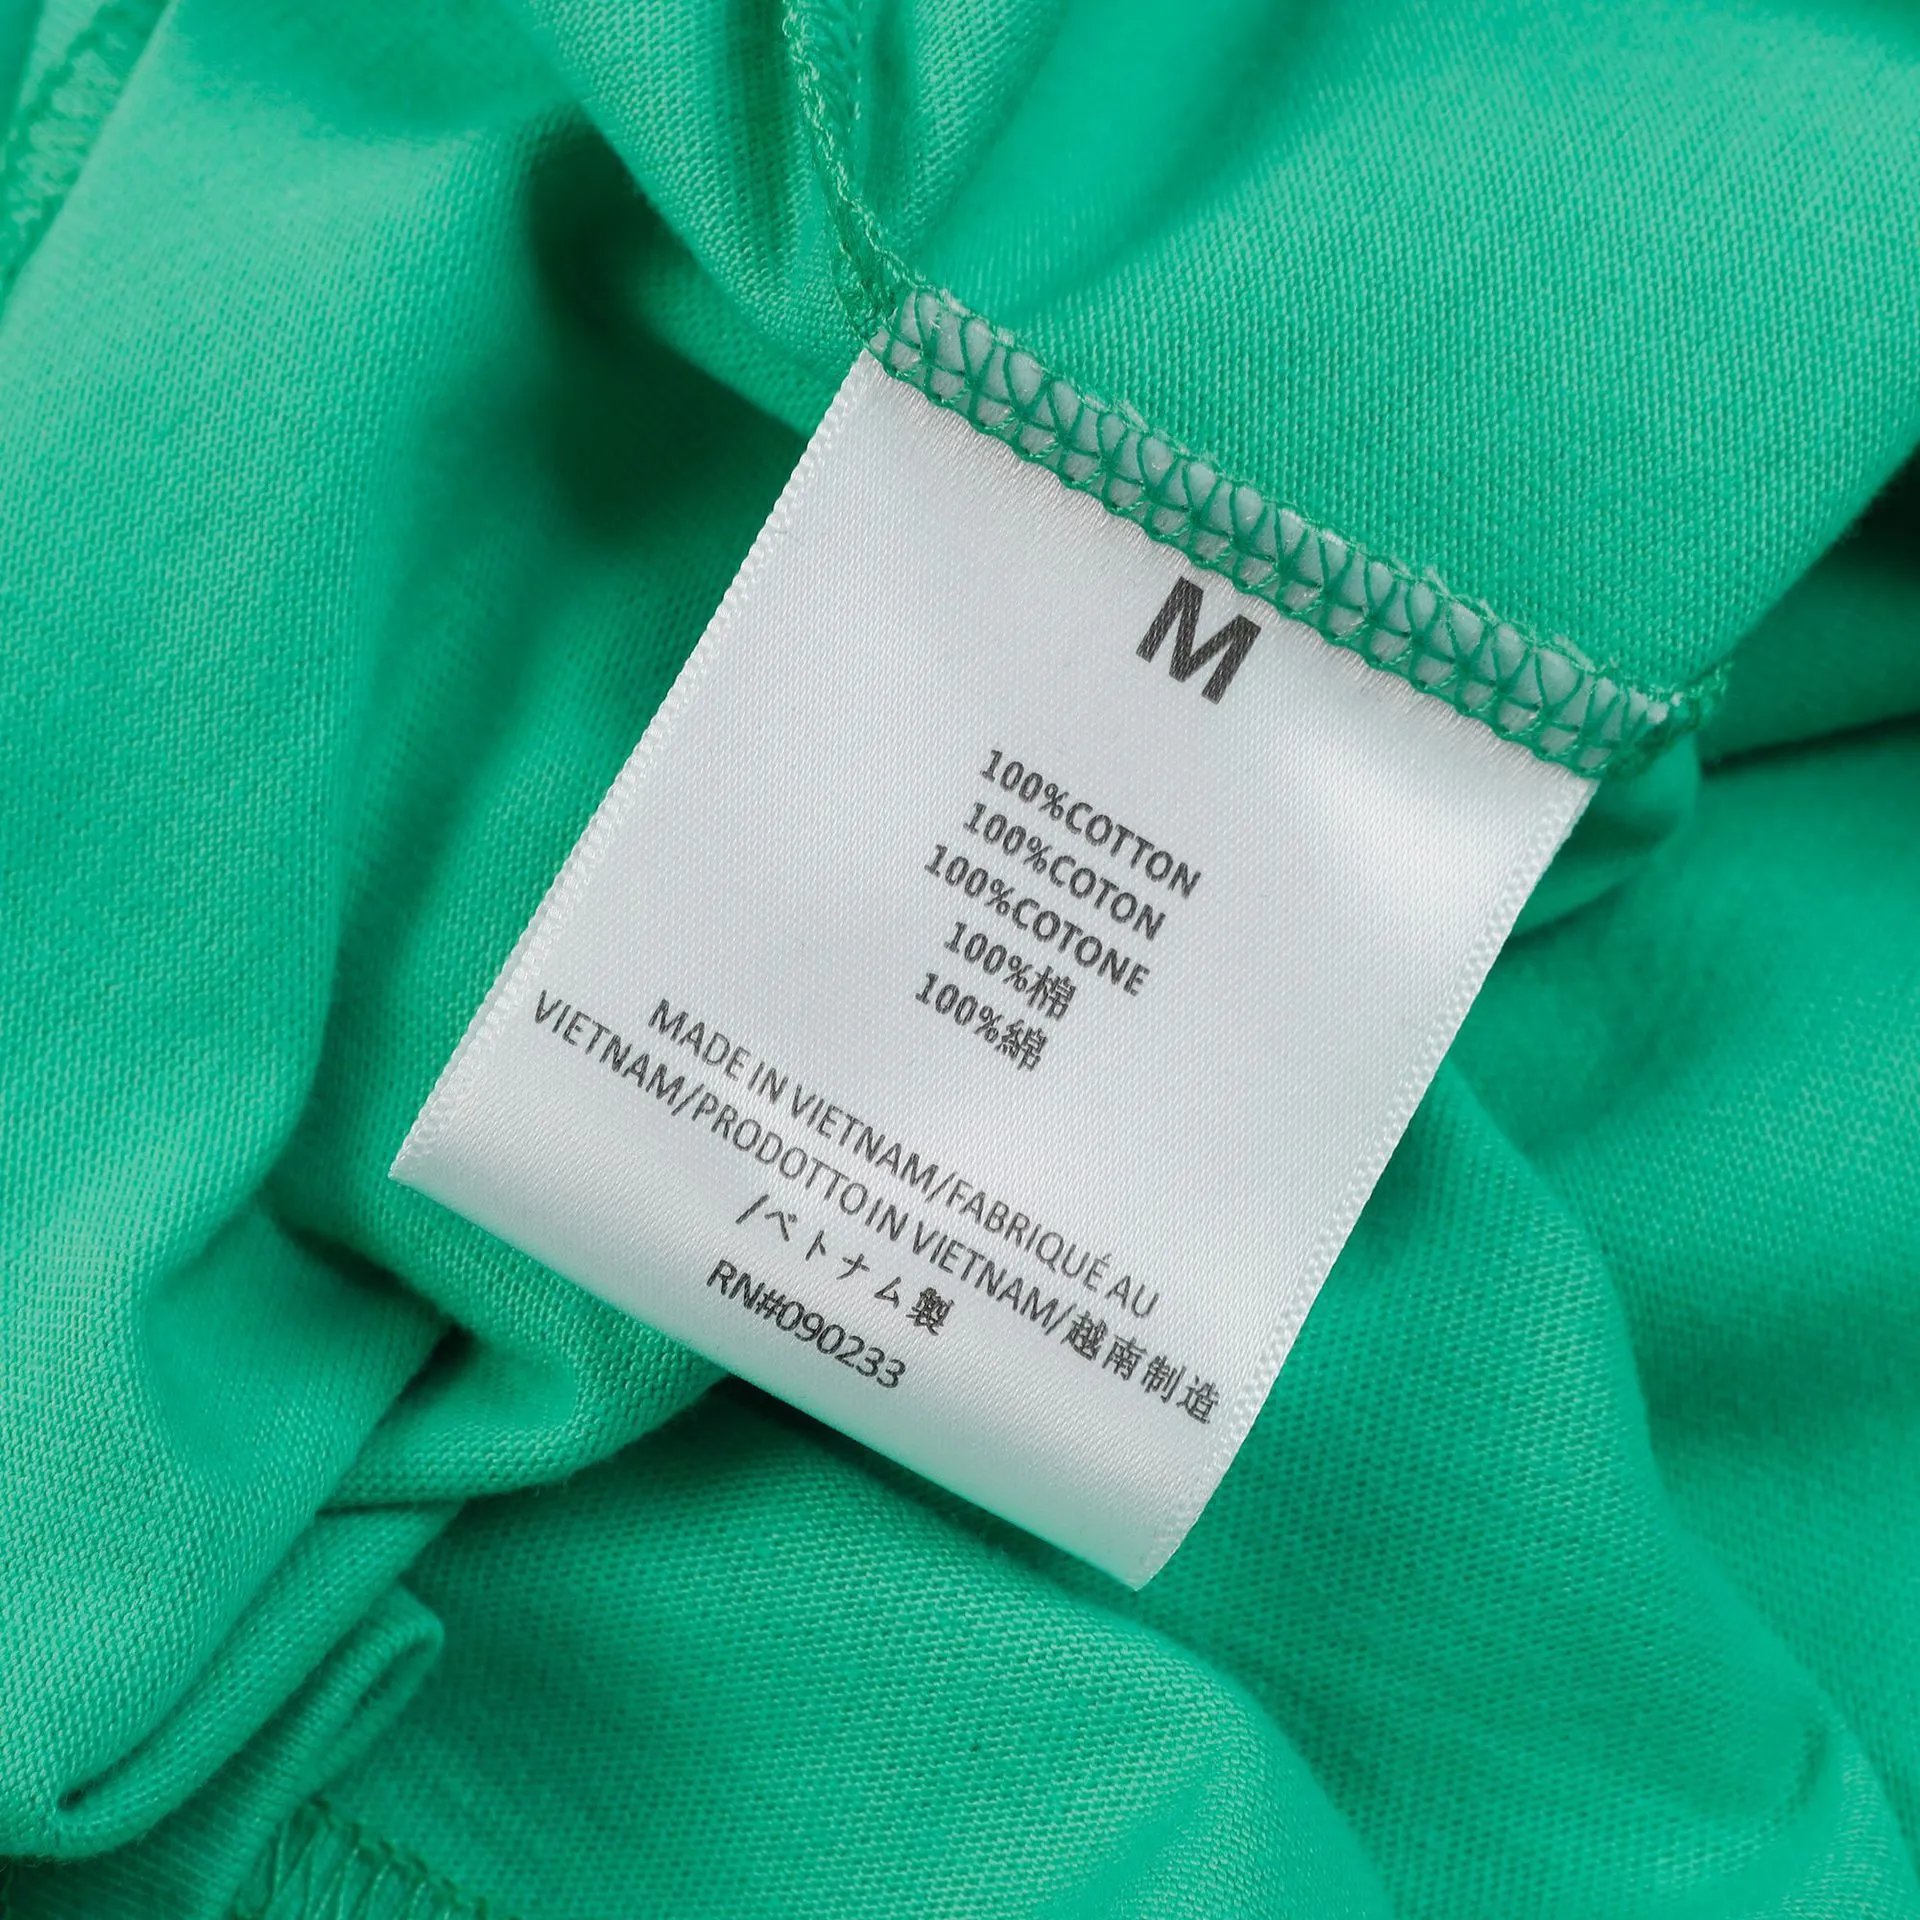 M
100%COTTON
100%COTON
100%COTONE
100%棉
100%綿
MADE IN VIETNAM/FABRIQUÉ AU
VIETNAM/PRODOTTO IN VIETNAM/越南制造
/ベトナム製
RN#090233